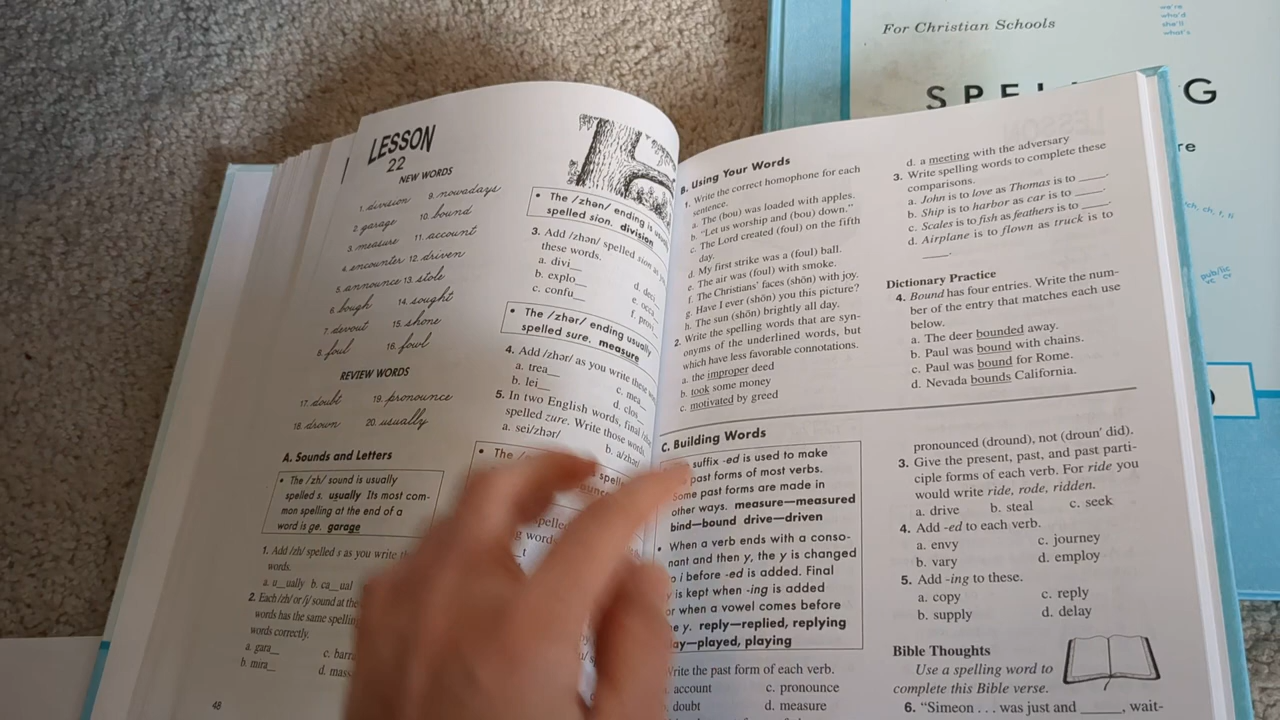 LESSON
22
NEW WORDS
1. division
2. garage
3. measure
4. encounter
5. announce
6. bough
7. devout
8. foul
9. nowadays
10. bound
11. account
12. driven
13. stole
14. sought
15. shone
16. fowl
REVIEW WORDS
17. doubt
18. drown
19. pronounce
20. usually
A. Sounds and Letters
• The /zh/ sound is usually
spelled s. usually Its most com-
mon spelling at the end of a
word is ge. garage
1. Add /zh/ spelled s as you write
words.
a. u__ually b. ca__ual
2. Each /zh/ or /j/ sound at the
words has the same spelling
words correctly.
a. gara__
b. mira__
c. barra
d. mass
48
• The /zhən/ ending is
spelled sion. division
3. Add /zhən/ spelled sion as
these words.
a. divi__
b. explo__
c. confu__
d. deci
e. occa
f. provi
• The /zhər/ ending usually
spelled sure. measure
4. Add /zhər/ as you write these
a. trea__
b. lei__
c. mea
d. clos
5. In two English words, final
spelled zure. Write those words.
a. sei/zhər/
b. a/zhər/
• The
B. Using Your Words
1. Write the correct homophone for each
sentence.
a. The (bou) was loaded with apples.
b. "Let us worship and (bou) down."
c. The Lord created (foul) on the fifth
day.
d. My first strike was a (foul) ball.
e. The air was (foul) with smoke.
f. The Christians' faces (shōn) with joy.
g. Have I ever (shōn) you this picture?
h. The sun (shōn) brightly all day.
2. Write the spelling words that are syn-
onyms of the underlined words, but
which have less favorable connotations.
a. the improper deed
b. took some money
c. motivated by greed
d. a meeting with the adversary
3. Write spelling words to complete these
comparisons.
a. John is to love as Thomas is to ____.
b. Ship is to harbor as car is to ____.
c. Scales is to fish as feathers is to ____.
d. Airplane is to flown as truck is to
____.
Dictionary Practice
4. Bound has four entries. Write the num-
ber of the entry that matches each use
below.
a. The deer bounded away.
b. Paul was bound with chains.
c. Paul was bound for Rome.
d. Nevada bounds California.
C. Building Words
suffix -ed is used to make
past forms of most verbs.
Some past forms are made in
other ways. measure—measured
bind—bound drive—driven
• When a verb ends with a conso-
nant and then y, the y is changed
to i before -ed is added. Final
y is kept when -ing is added
or when a vowel comes before
the y. reply—replied, replying
play—played, playing
Write the past form of each verb.
account
doubt
c. pronounce
d. measure
pronounced (dround), not (droun' did).
3. Give the present, past, and past parti-
ciple forms of each verb. For ride you
would write ride, rode, ridden.
a. drive b. steal c. seek
4. Add -ed to each verb.
a. envy
b. vary
c. journey
d. employ
5. Add -ing to these.
a. copy
b. supply
c. reply
d. delay
Bible Thoughts
Use a spelling word to
complete this Bible verse.
6. "Simeon . . . was just and _____, wait-
For Christian Schools
we're
who'd
she'll
what's